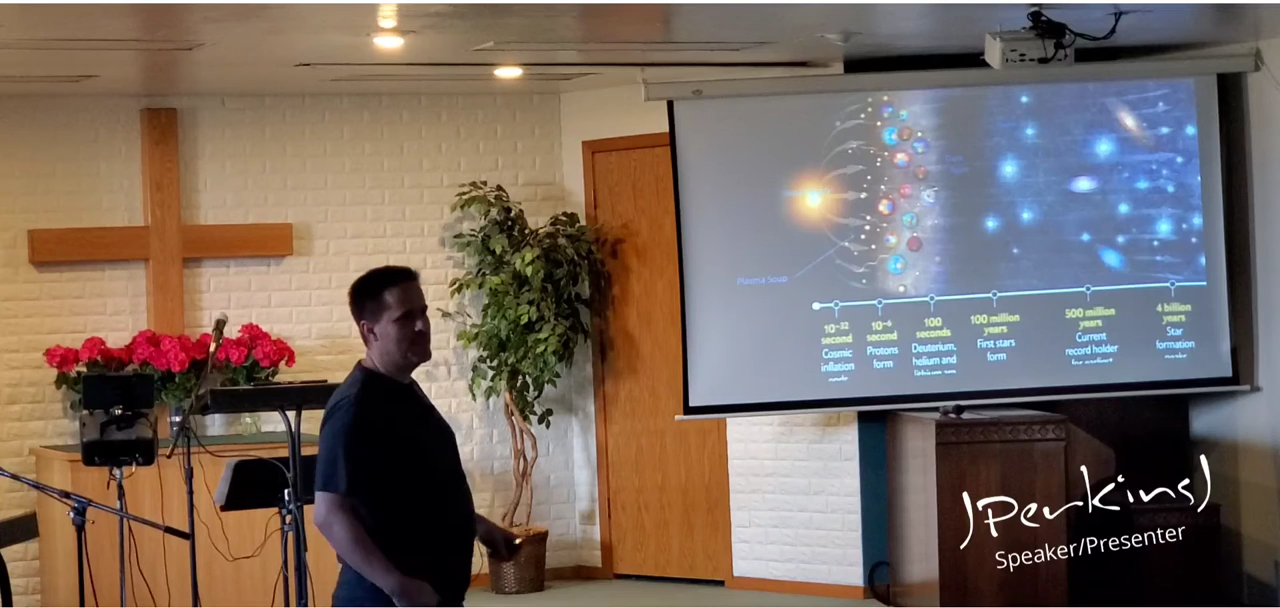 Plasma Soup
10⁻³² second
Cosmic inflation
10⁻⁶ second
Protons form
100 seconds
Deuterium, helium and
100 million years
First stars form
500 million years
Current record holder
4 billion years
Star formation
JPerkinsJ
Speaker/Presenter